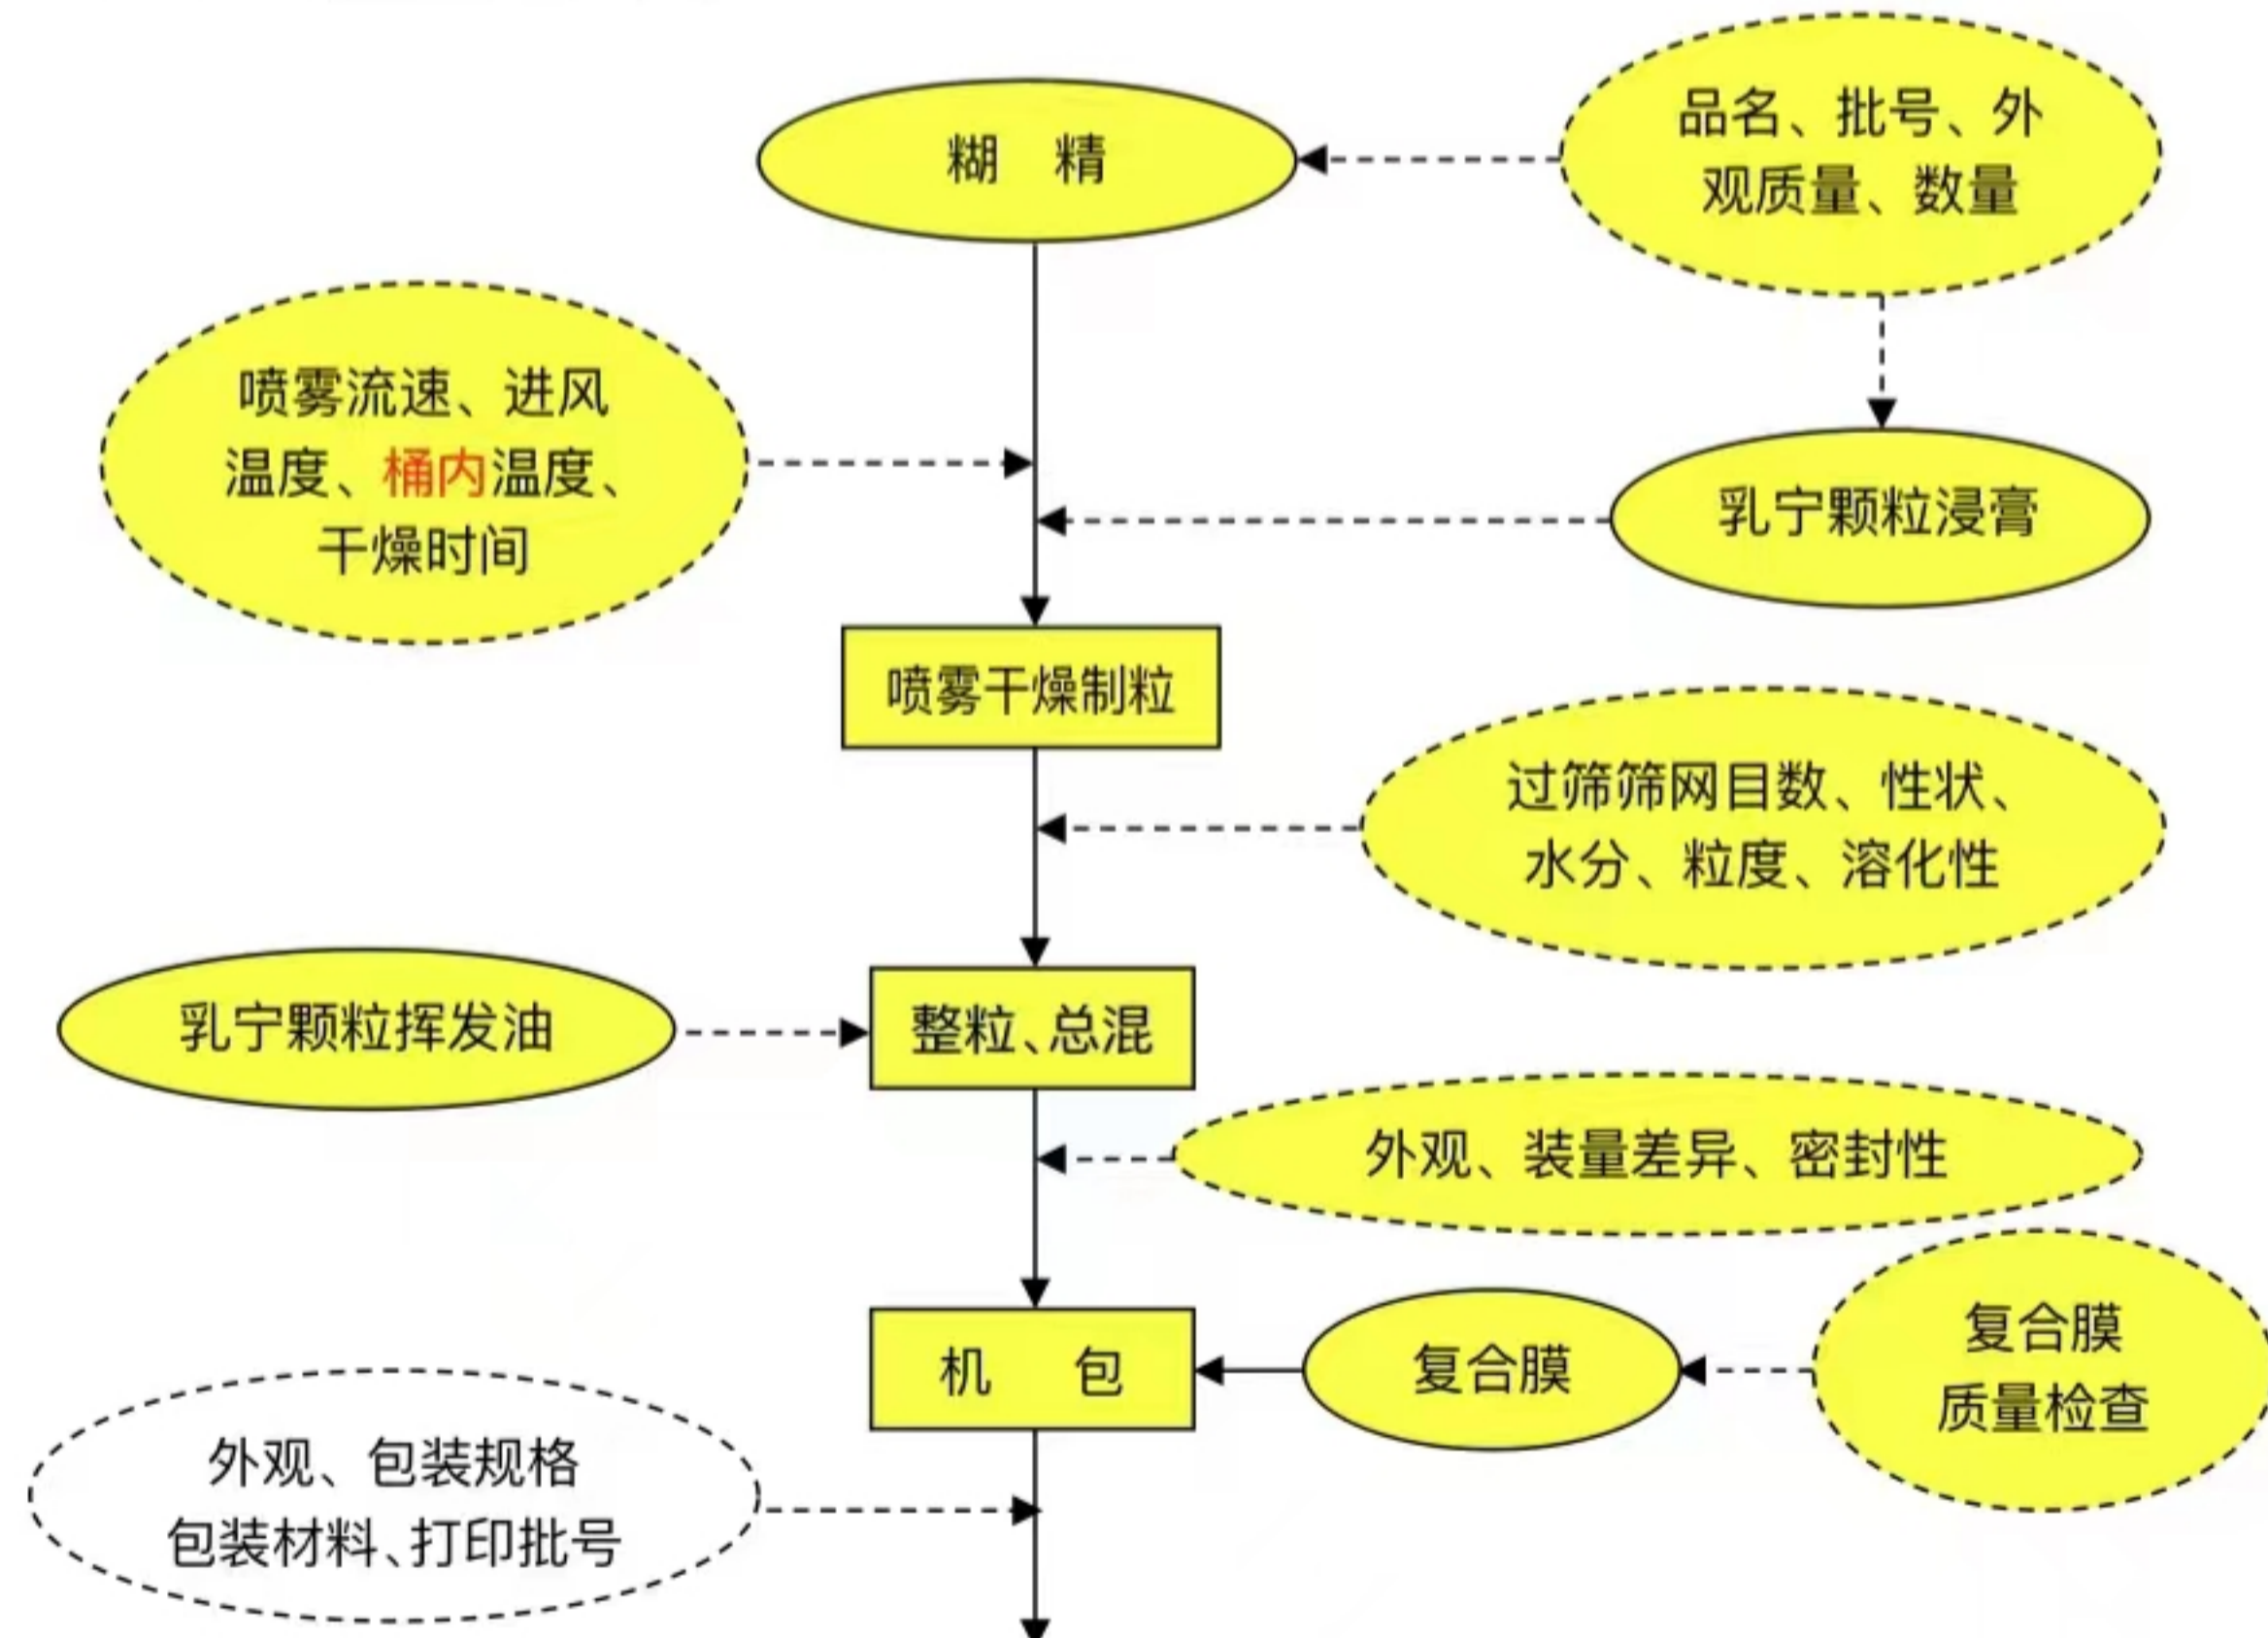 糊 精
品名、批号、外
观质量、数量
喷雾流速、进风
温度、桶内温度、
干燥时间
乳宁颗粒浸膏
喷雾干燥制粒
过筛筛网目数、性状、
水分、粒度、溶化性
乳宁颗粒挥发油
整粒、总混
外观、装量差异、密封性
机 包
复合膜
复合膜
质量检查
外观、包装规格
包装材料、打印批号